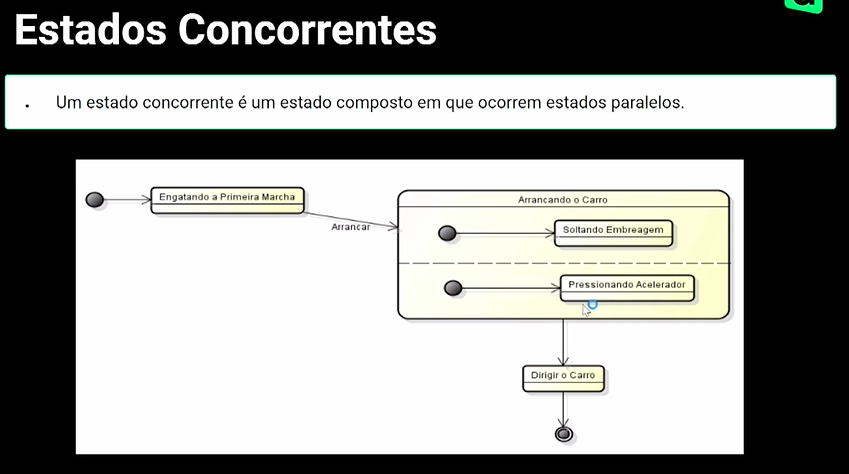 Estados Concorrentes
. Um estado concorrente é um estado composto em que ocorrem estados paralelos.
Engatando a Primeira Marcha
Arrancar
Arrancando o Carro
Soltando Embreagem
Pressionando Acelerador
Dirigir o Carro